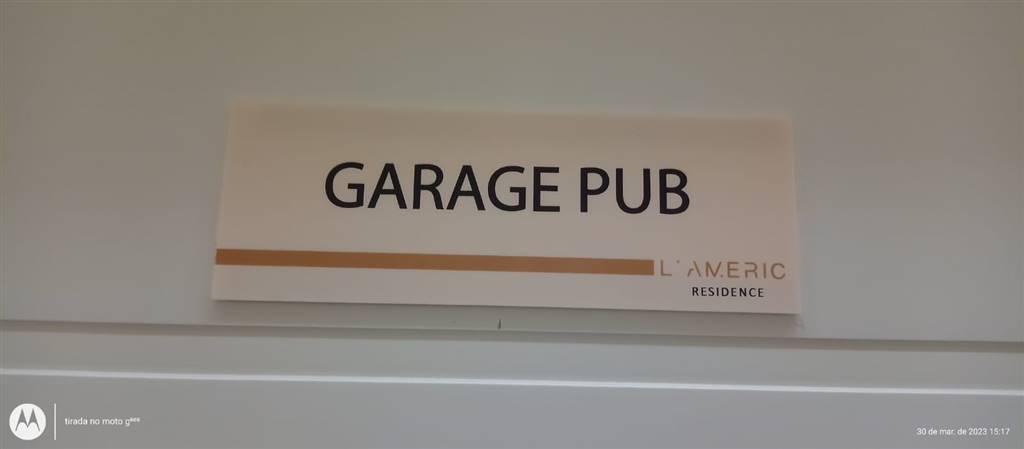 GARAGE PUB
L'AMERIC
RESIDENCE
tirada no moto g
30 de mar. de 2023 15:17